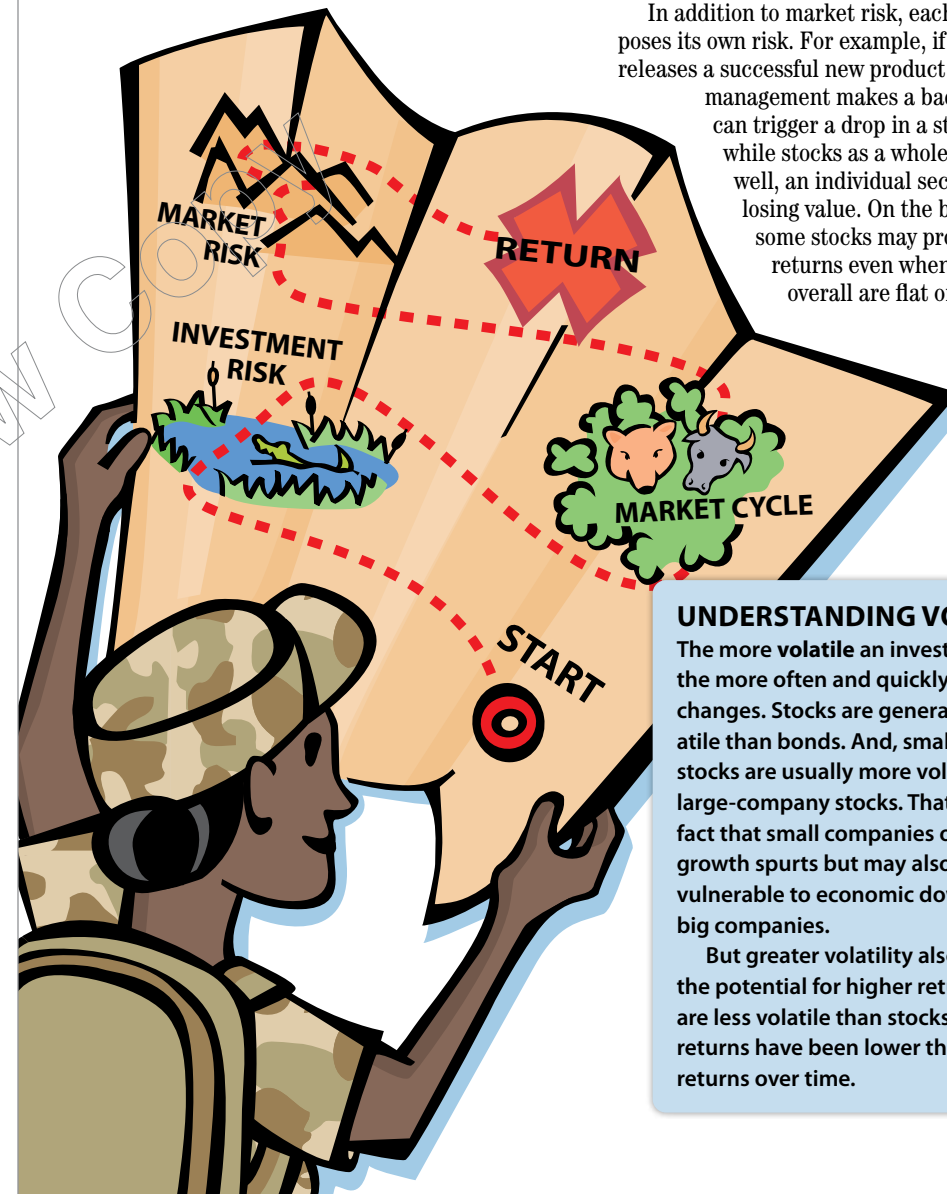 In addition to market risk, each
poses its own risk. For example, if
releases a successful new product
management makes a bad
can trigger a drop in a st
while stocks as a whole
well, an individual sec
losing value. On the b
some stocks may pro
returns even when
overall are flat o
MARKET
RISK
RETURN
INVESTMENT
RISK
MARKET CYCLE
START
w Copy
UNDERSTANDING VO
The more volatile an invest
the more often and quickly
changes. Stocks are genera
atile than bonds. And, smal
stocks are usually more vol
large-company stocks. That
fact that small companies o
growth spurts but may also
vulnerable to economic do
big companies.
But greater volatility als
the potential for higher ret
are less volatile than stocks
returns have been lower th
returns over time.